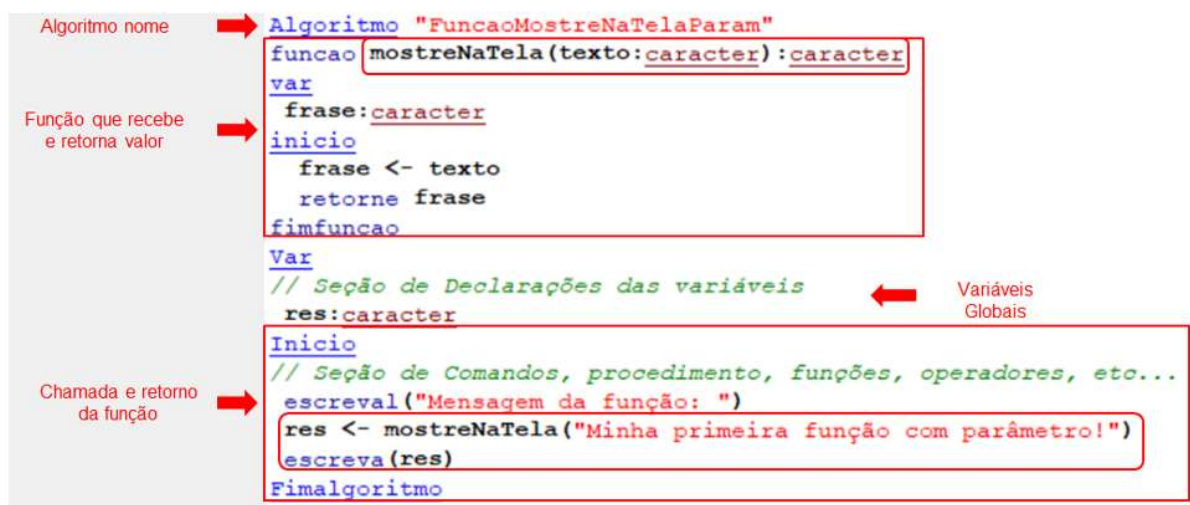 Algoritmo nome
Algoritmo "FuncaoMostreNaTelaParam"
funcao mostreNaTela(texto:caracter):caracter
var
frase:caracter
Função que recebe
e retorna valor
inicio
frase <- texto
retorne frase
fimfuncao
Var
// Seção de Declarações das variáveis
Variáveis
Globais
res:caracter
Inicio
// Seção de Comandos, procedimento, funções, operadores, etc...
Chamada e retorno
da função
escreval("Mensagem da função: ")
res <- mostreNaTela("Minha primeira função com parâmetro!")
escreva(res)
Fimalgoritmo